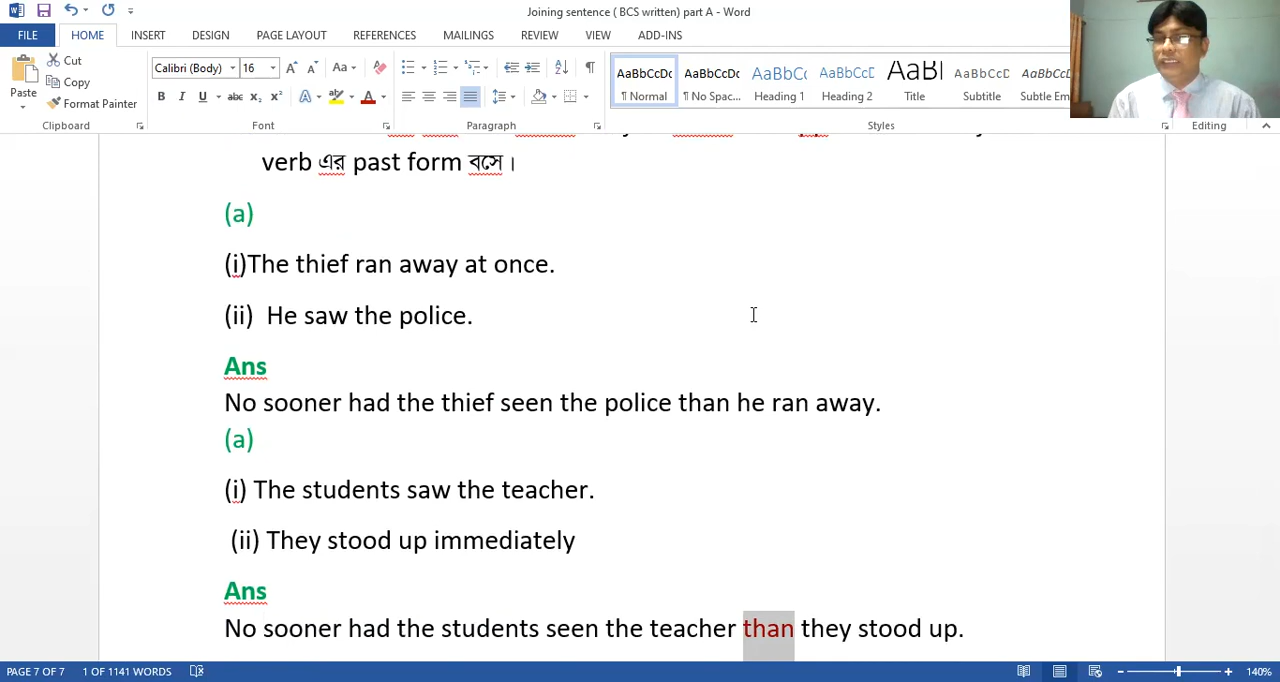 Joining sentence ( BCS written) part A - Word
FILE HOME INSERT DESIGN PAGE LAYOUT REFERENCES MAILINGS REVIEW VIEW ADD-INS
Paste Cut Copy Format Painter
Calibri (Body) 16
AaBbCcDc AaBbCcDc AaBbCc AaBbCc AaBl AaBbCcD AaBbCcD
¶ Normal ¶ No Spac... Heading 1 Heading 2 Title Subtitle Subtle Em
Clipboard Font Paragraph Styles Editing
verb এর past form বসে।
(a)
(i)The thief ran away at once.
(ii) He saw the police.
Ans
No sooner had the thief seen the police than he ran away.
(a)
(i) The students saw the teacher.
(ii) They stood up immediately
Ans
No sooner had the students seen the teacher than they stood up.
PAGE 7 OF 7 1 OF 1141 WORDS 140%